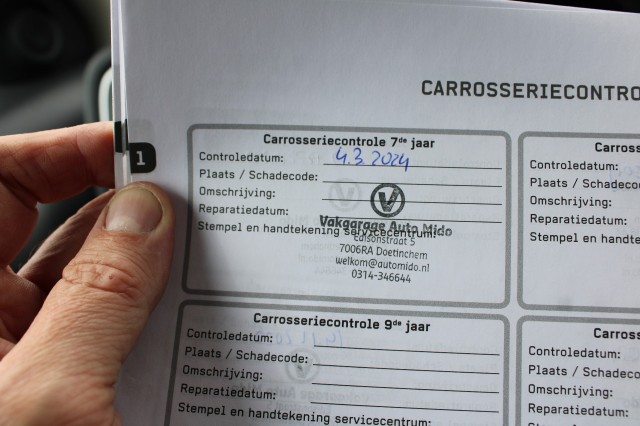 CARROSSERIECONTRO
1
Carrosseriecontrole 7de jaar
Controledatum: 4.3.2024
Plaats / Schadecode:
Omschrijving:
Reparatiedatum:
Vakgarage Auto Mido
Stempel en handtekening servicecentrum:
Edisonstraat 5
7006RA Doetinchem
welkom@automido.nl
0314-346644
Carross
Controledatum:
Plaats / Schadeco
Omschrijving:
Reparatiedatum:
Stempel en handte
Carrosseriecontrole 9de jaar
Controledatum:
Plaats / Schadecode:
Omschrijving:
Reparatiedatum:
Stempel en handtekening servicecentrum:
Carross
Controledatum:
Plaats / Schadeco
Omschrijving:
Reparatiedatum:
Stempel en handte